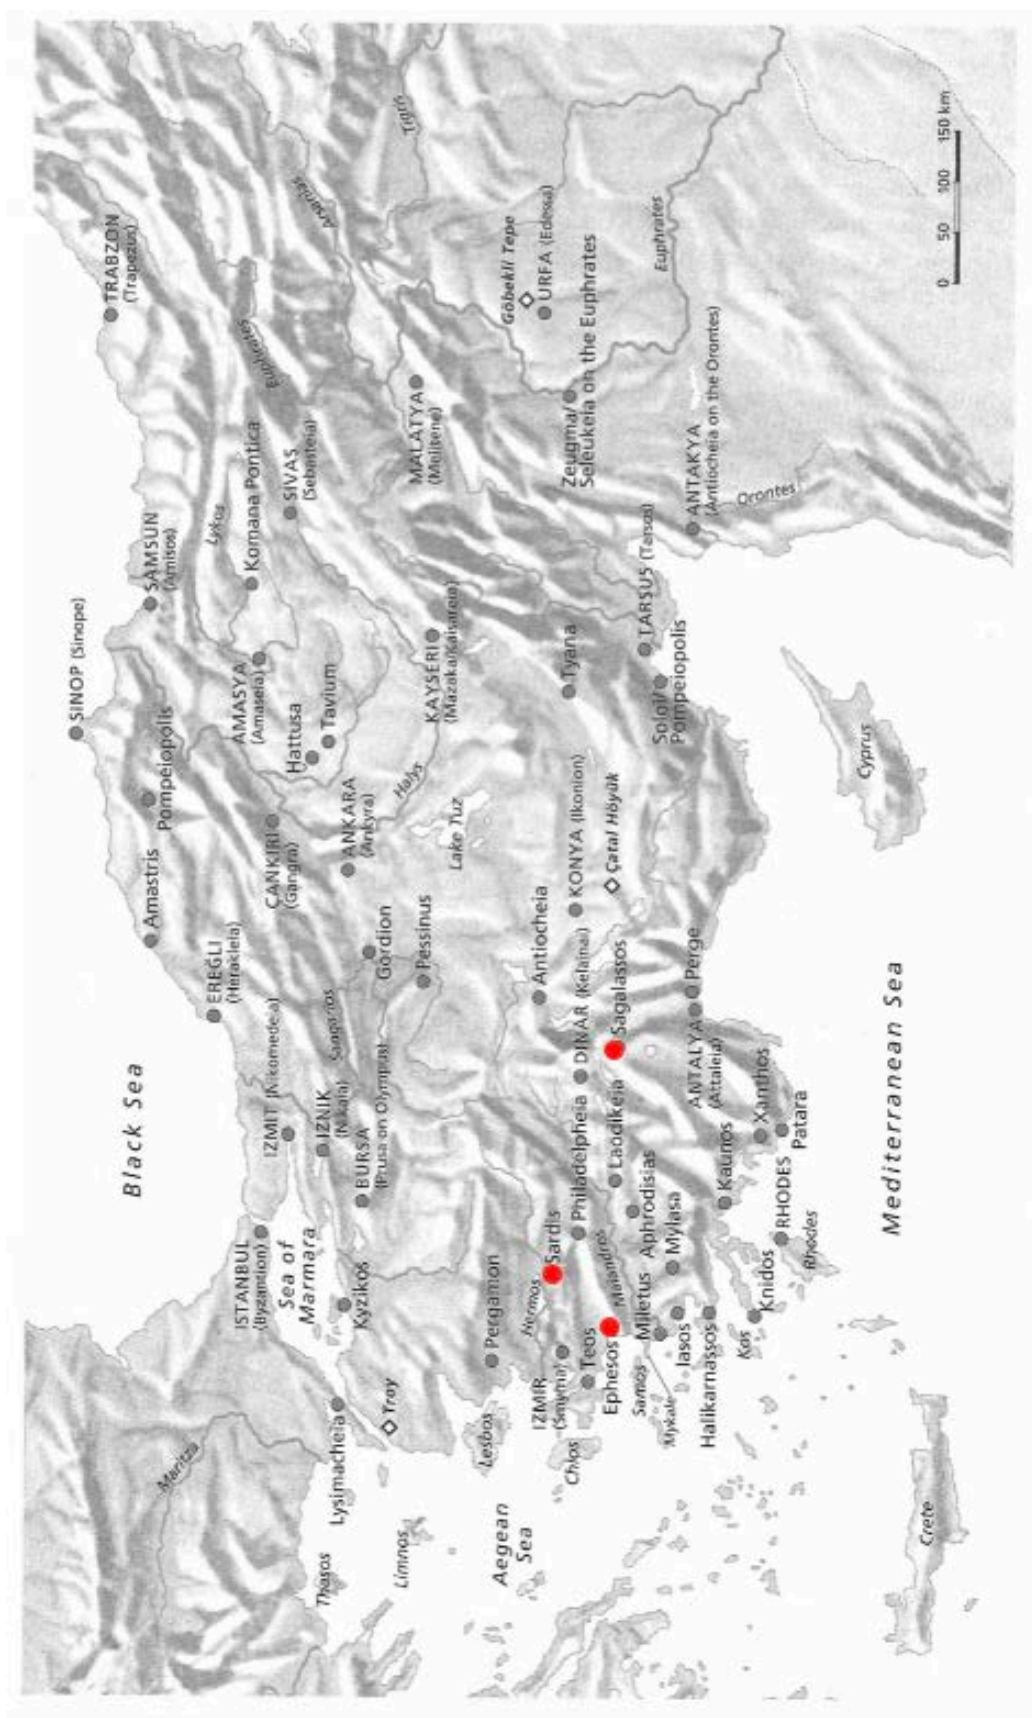 Black Sea
SINOP (Sinope)
TRABZON
(Trapezus)
SAMSUN
(Amisos)
Amastris
Pompeiopolis
EREĞLI
(Herakleia)
AMASYA
(Amaseia)
Lykos
Komana Pontica
Euphrates
SIVAS
(Sebasteia)
Arsanias
Tigris
ÇANKIRI
(Gangra)
Hattusa
Tavium
ISTANBUL
(Byzantion)
Sea of
Marmara
IZMIT (Nikomedeia)
IZNIK
(Nikaia)
Sangarios
ANKARA
(Ankyra)
Halys
KAYSERI
(Mazaka/Kaisareia)
MALATYA
(Melitene)
BURSA
(Prusa on Olympus)
Gordion
Pessinus
Lake Tuz
Maritza
Lysimacheia
Kyzikos
Troy
Thasos
Limnos
Aegean
Sea
Lesbos
Pergamon
Hermos
Sardis
IZMIR
(Smyrna)
Chios
Teos
Ephesos
Philadelpheia
DINAR (Kelainai)
Antiocheia
KONYA (Ikonion)
Çatal Höyük
Tyana
Göbekli Tepe
URFA (Edessa)
Zeugma/
Seleukeia on the Euphrates
Euphrates
Maiandros
Laodikeia
Sagalassos
Samos
Mykale
Miletus
Aphrodisias
Mylasa
Iasos
Halikarnassos
Kaunos
ANTALYA
(Attaleia)
Perge
Soloi/
Pompeiopolis
TARSUS (Tarsos)
ANTAKYA
(Antiocheia on the Orontes)
Orontes
Kos
Knidos
RHODES
Rhodes
Xanthos
Patara
Cyprus
Mediterranean Sea
Crete
0 50 100 150 km